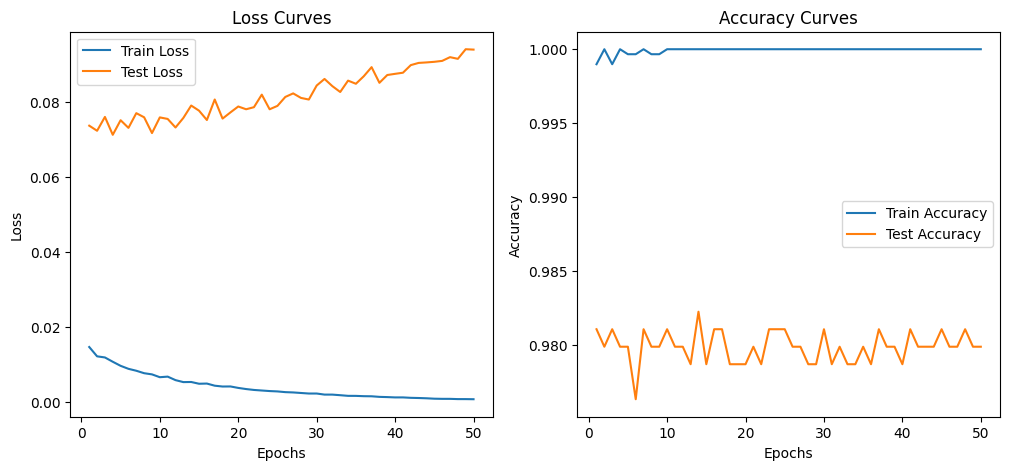 Loss Curves
Train Loss
Test Loss
0.08
0.06
0.04
0.02
0.00
Loss
0
10
20
30
40
50
Epochs
Accuracy Curves
1.000
0.995
0.990
0.985
0.980
Accuracy
Train Accuracy
Test Accuracy
0
10
20
30
40
50
Epochs